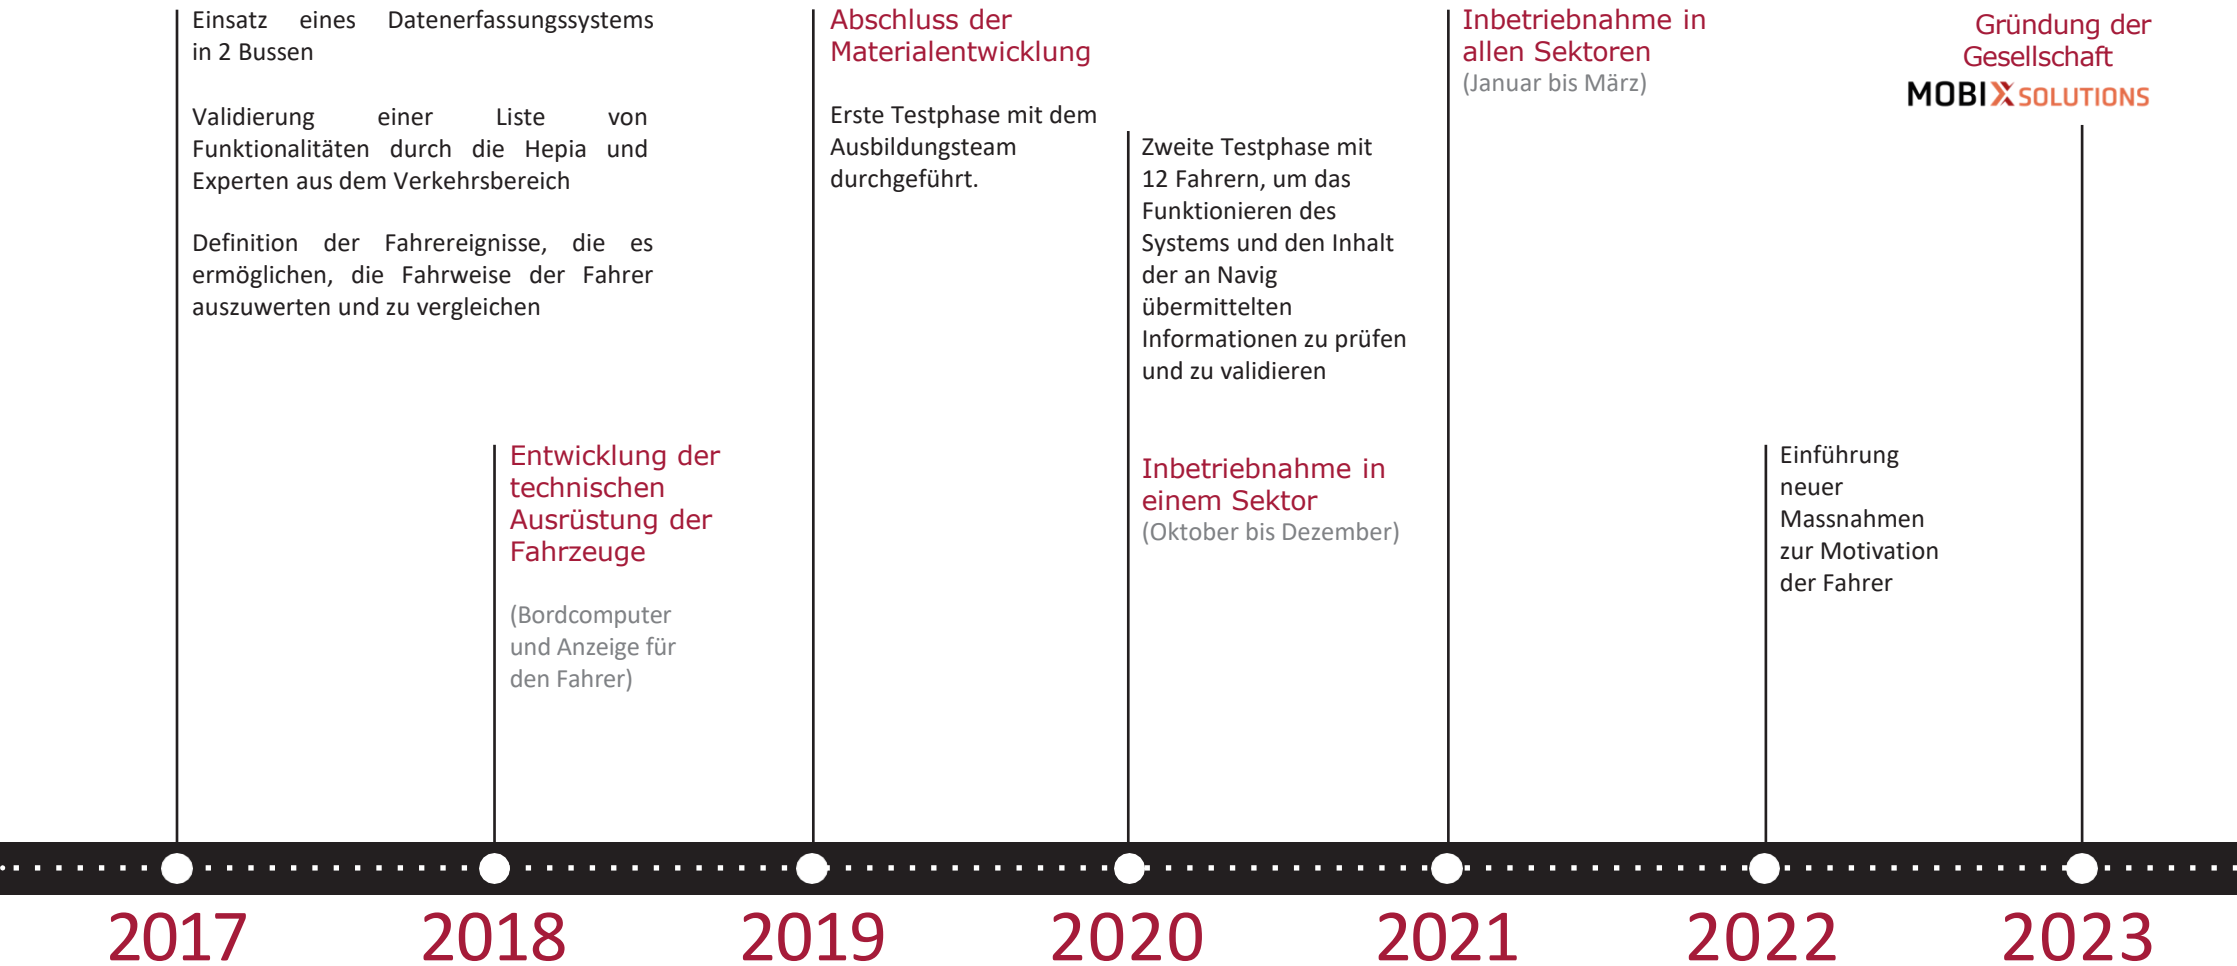 Einsatz eines Datenerfassungssystems
in 2 Bussen
Validierung einer Liste von
Funktionalitäten durch die Hepia und
Experten aus dem Verkehrsbereich
Definition der Fahrereignisse, die es
ermöglichen, die Fahrweise der Fahrer
auszuwerten und zu vergleichen
Entwicklung der
technischen
Ausrüstung der
Fahrzeuge
(Bordcomputer
und Anzeige für
den Fahrer)
Abschluss der
Materialentwicklung
Erste Testphase mit dem
Ausbildungsteam
durchgeführt.
Zweite Testphase mit
12 Fahrern, um das
Funktionieren des
Systems und den Inhalt
der an Navig
übermittelten
Informationen zu prüfen
und zu validieren
Inbetriebnahme in
einem Sektor
(Oktober bis Dezember)
Inbetriebnahme in
allen Sektoren
(Januar bis März)
Einführung
neuer
Massnahmen
zur Motivation
der Fahrer
Gründung der
Gesellschaft
MOBIX SOLUTIONS
2017 2018 2019 2020 2021 2022 2023